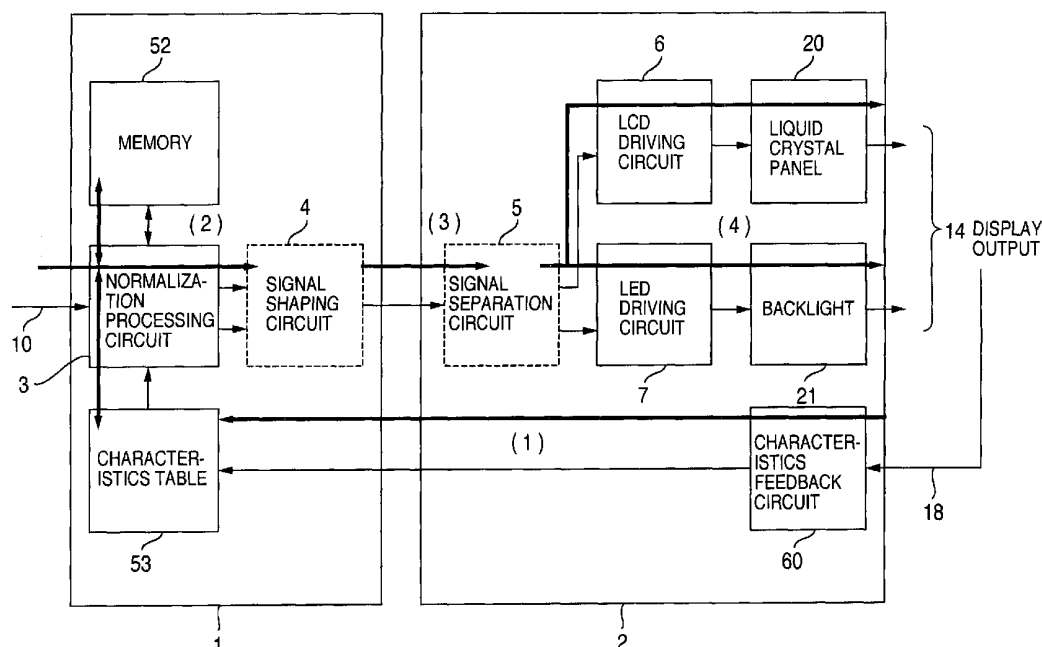 52
6
20
MEMORY
LCD
DRIVING
CIRCUIT
LIQUID
CRYSTAL
PANEL
4
5
(2)
(3)
(4)
14 DISPLAY
OUTPUT
NORMALIZA-
TION
PROCESSING
CIRCUIT
SIGNAL
SHAPING
CIRCUIT
SIGNAL
SEPARATION
CIRCUIT
LED
DRIVING
CIRCUIT
BACKLIGHT
10
3
7
21
(1)
CHARACTER-
ISTICS TABLE
CHARACTER-
ISTICS
FEEDBACK
CIRCUIT
18
53
60
1
2